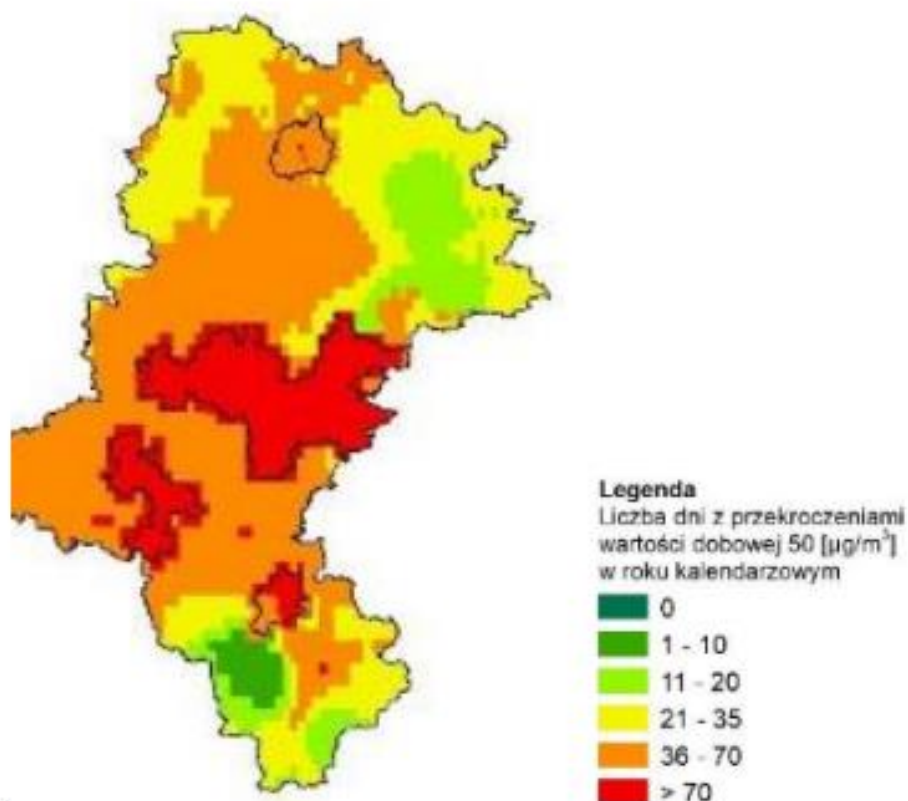 Legenda
Liczba dni z przekroczeniami
wartości dobowej 50 [µg/m³]
w roku kalendarzowym
0
1 - 10
11 - 20
21 - 35
36 - 70
> 70